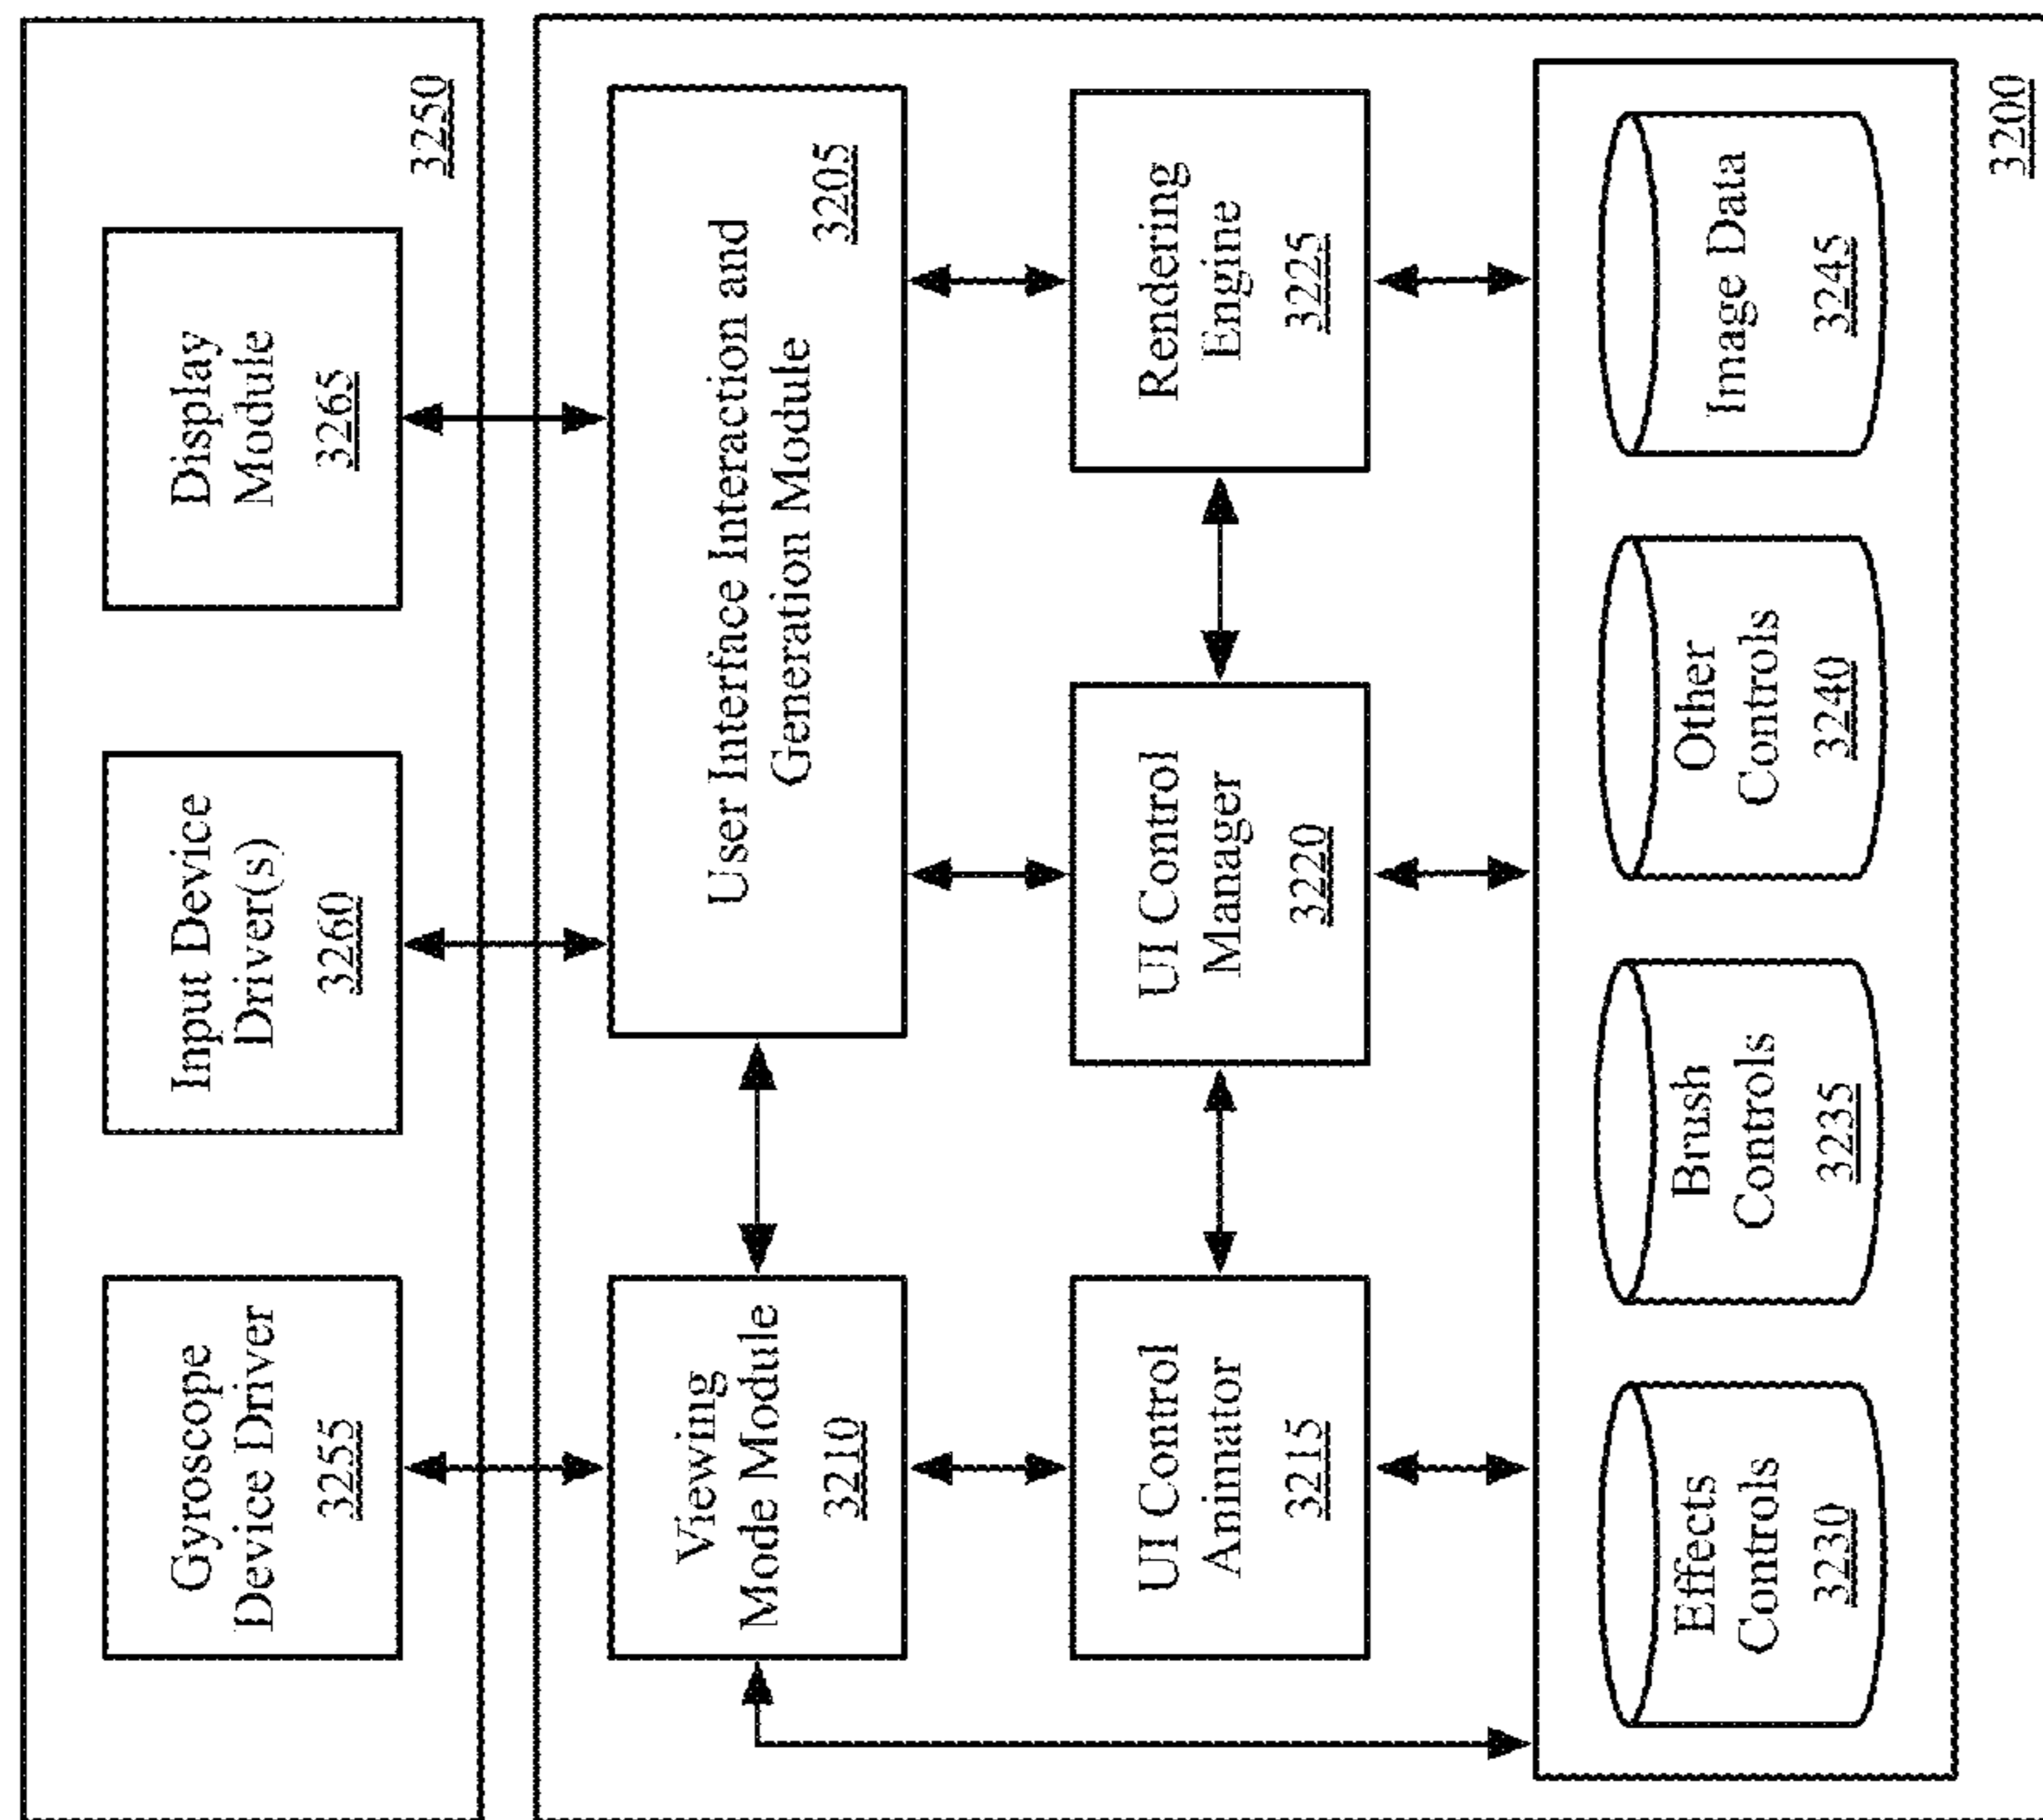 Gyroscope
Device Driver
3255
Input Device
Driver(s)
3260
Display
Module
3265
3250
Viewing
Mode Module
3210
User Interface Interaction and
Generation Module
3205
UI Control
Animator
3215
UI Control
Manager
3220
Rendering
Engine
3225
Effects
Controls
3230
Brush
Controls
3235
Other
Controls
3240
Image Data
3245
3200